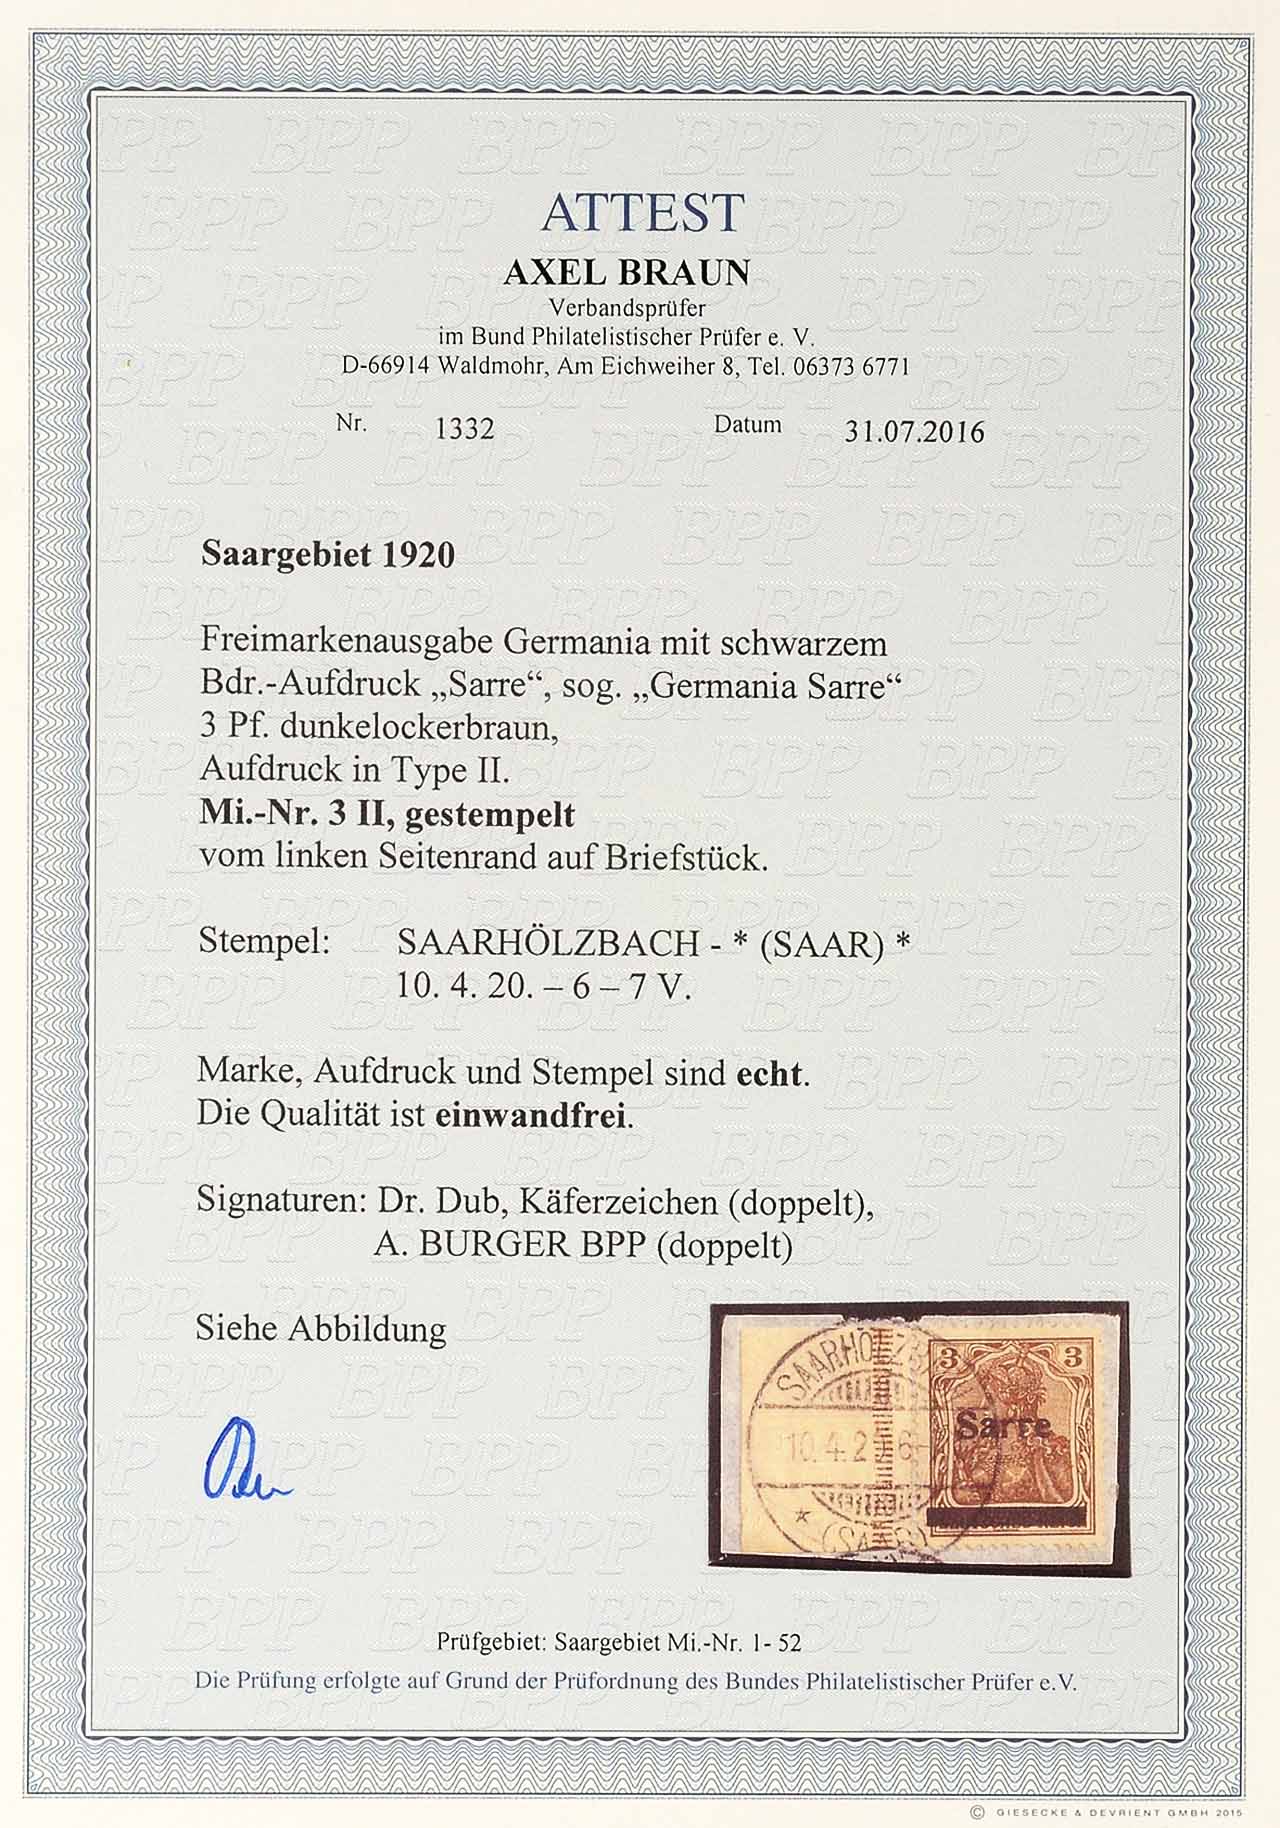 ATTEST
AXEL BRAUN
Verbandsprüfer
im Bund Philatelistischer Prüfer e. V.
D-66914 Waldmohr, Am Eichweiher 8, Tel. 06373 6771
Nr. 1332 Datum 31.07.2016
Saargebiet 1920
Freimarkenausgabe Germania mit schwarzem
Bdr.-Aufdruck „Sarre“, sog. „Germania Sarre“
3 Pf. dunkelockerbraun,
Aufdruck in Type II.
Mi.-Nr. 3 II, gestempelt
vom linken Seitenrand auf Briefstück.
Stempel: SAARHÖLZBACH - * (SAAR) *
10. 4. 20. – 6 – 7 V.
Marke, Aufdruck und Stempel sind echt.
Die Qualität ist einwandfrei.
Signaturen: Dr. Dub, Käferzeichen (doppelt),
A. BURGER BPP (doppelt)
Siehe Abbildung
3 3
Sarre
(SAAR)
Prüfgebiet: Saargebiet Mi.-Nr. 1- 52
Die Prüfung erfolgte auf Grund der Prüfordnung des Bundes Philatelistischer Prüfer e.V.
© GIESECKE & DEVRIENT GMBH 2015